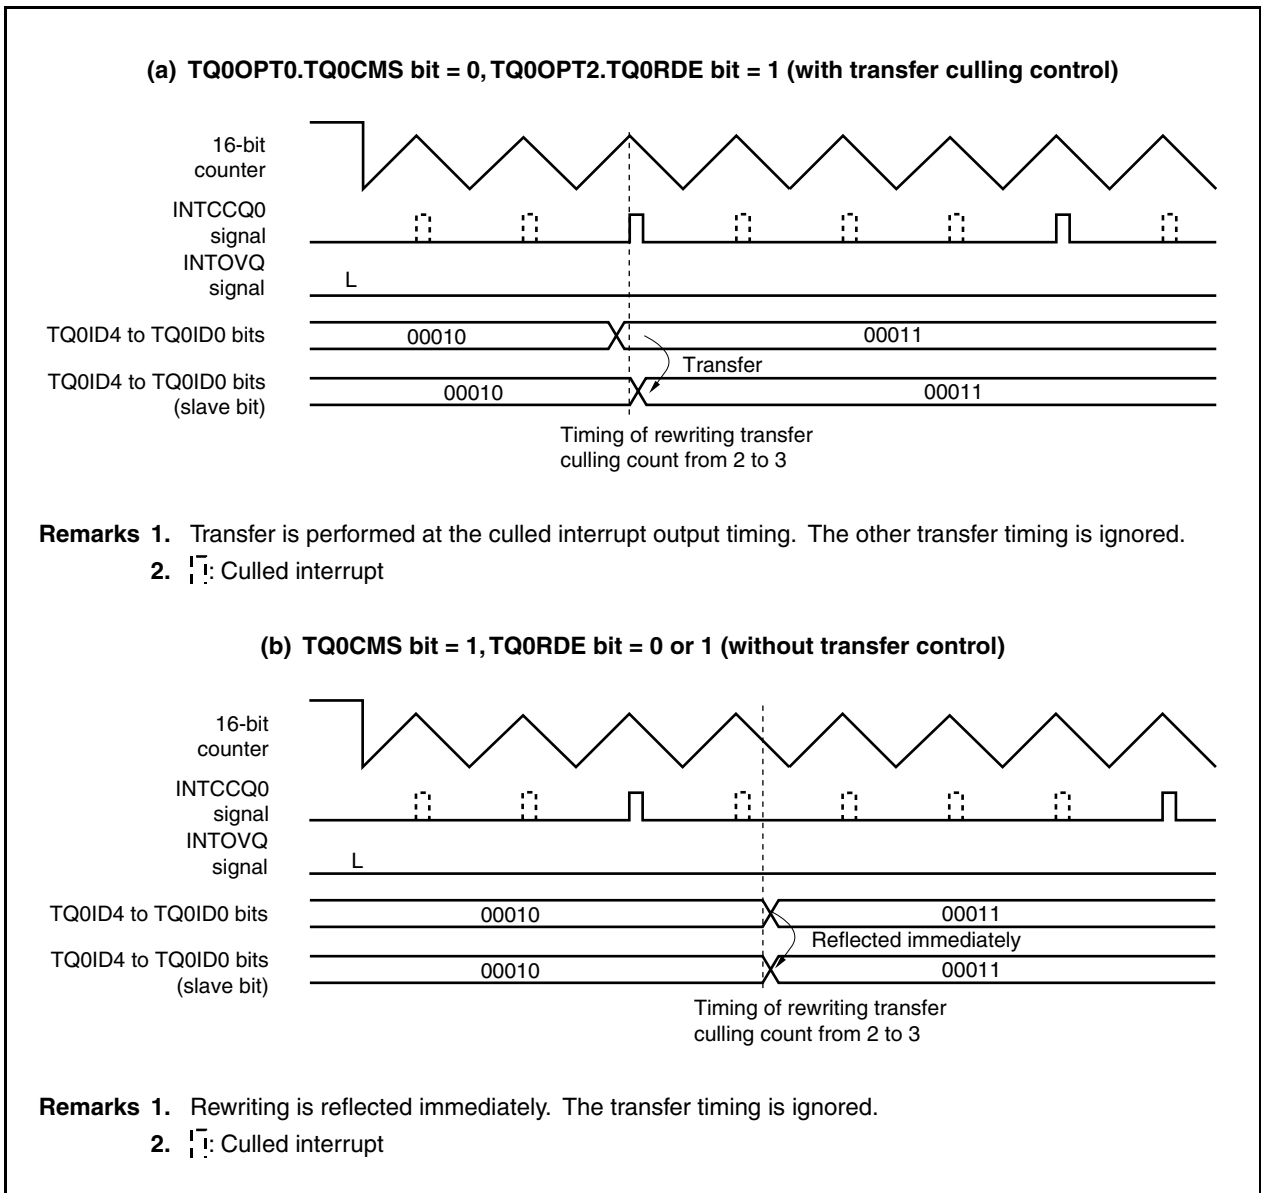 (a) TQ0OPT0.TQ0CMS bit = 0, TQ0OPT2.TQ0RDE bit = 1 (with transfer culling control)
16-bit
counter
INTCCQ0
signal
INTOVQ
signal
L
TQ0ID4 to TQ0ID0 bits
00010
00011
Transfer
TQ0ID4 to TQ0ID0 bits
(slave bit)
00010
00011
Timing of rewriting transfer
culling count from 2 to 3
Remarks 1. Transfer is performed at the culled interrupt output timing. The other transfer timing is ignored.
2. : Culled interrupt
(b) TQ0CMS bit = 1, TQ0RDE bit = 0 or 1 (without transfer control)
16-bit
counter
INTCCQ0
signal
INTOVQ
signal
L
TQ0ID4 to TQ0ID0 bits
00010
00011
Reflected immediately
TQ0ID4 to TQ0ID0 bits
(slave bit)
00010
00011
Timing of rewriting transfer
culling count from 2 to 3
Remarks 1. Rewriting is reflected immediately. The transfer timing is ignored.
2. : Culled interrupt